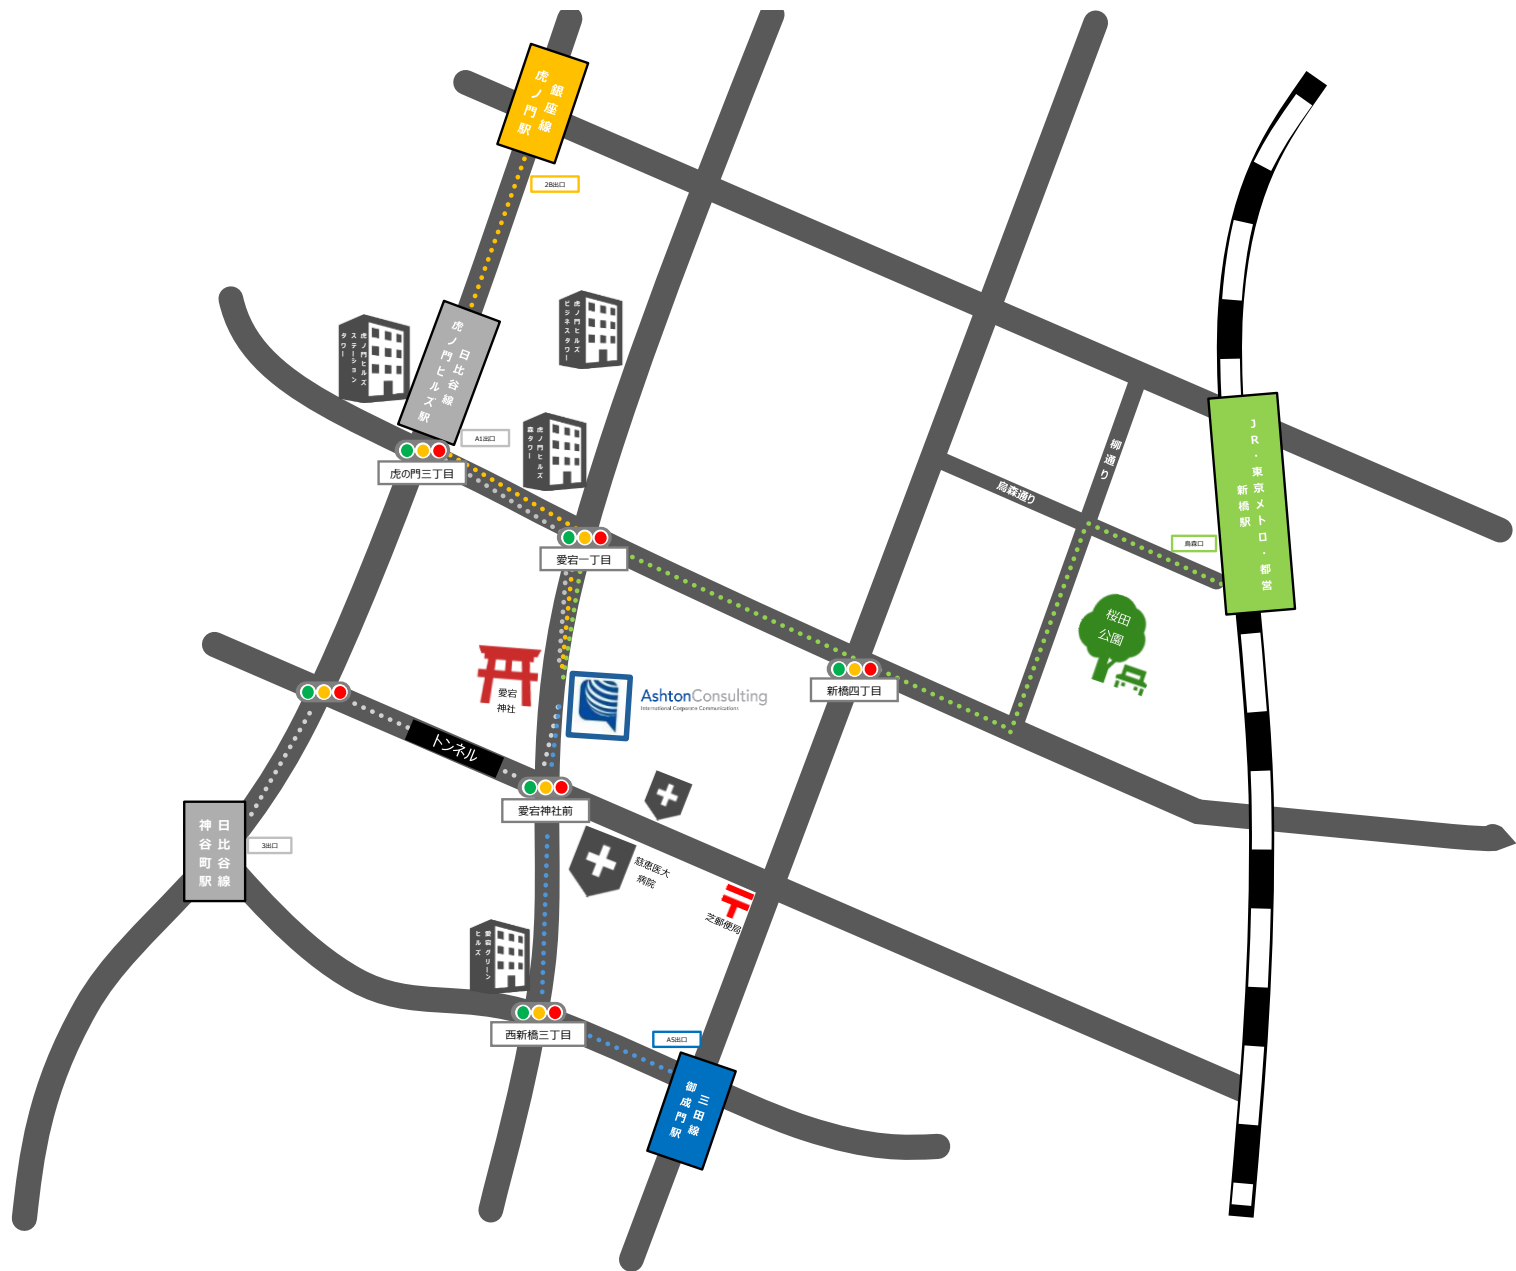 銀座線
虎ノ門駅
2B出口
日比谷線
虎ノ門ヒルズ駅
虎ノ門ヒルズ
ビジネスタワー
虎ノ門ヒルズ
ステーション
タワー
A1出口
虎ノ門ヒルズ
森タワー
虎の門三丁目
愛宕一丁目
柳通り
烏森通り
JR・東京メトロ・都営
新橋駅
烏森口
桜田
公園
愛宕
神社
AshtonConsulting
International Corporate Communications
新橋四丁目
トンネル
愛宕神社前
日比谷線
神谷町駅
3出口
慈恵医大
病院
芝郵便局
愛宕グリーン
ヒルズ
西新橋三丁目
A5出口
三田線
御成門駅